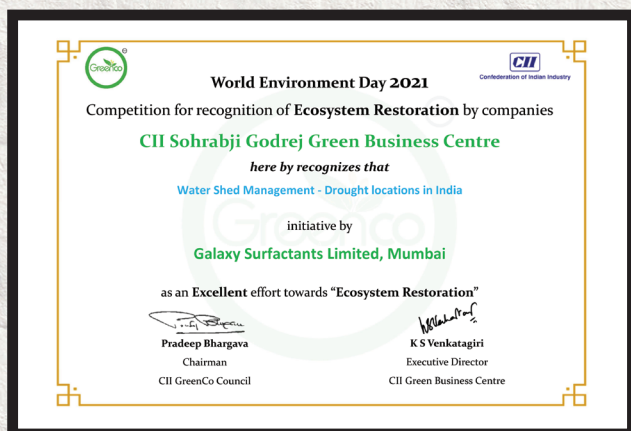 Greenco
CII
Confederation of Indian Industry
World Environment Day 2021
Competition for recognition of Ecosystem Restoration by companies
CII Sohrabji Godrej Green Business Centre
here by recognizes that
Water Shed Management - Drought locations in India
Greenco
initiative by
Galaxy Surfactants Limited, Mumbai
as an Excellent effort towards “Ecosystem Restoration”
Pradeep Bhargava
K S Venkatagiri
Chairman
Executive Director
CII GreenCo Council
CII Green Business Centre